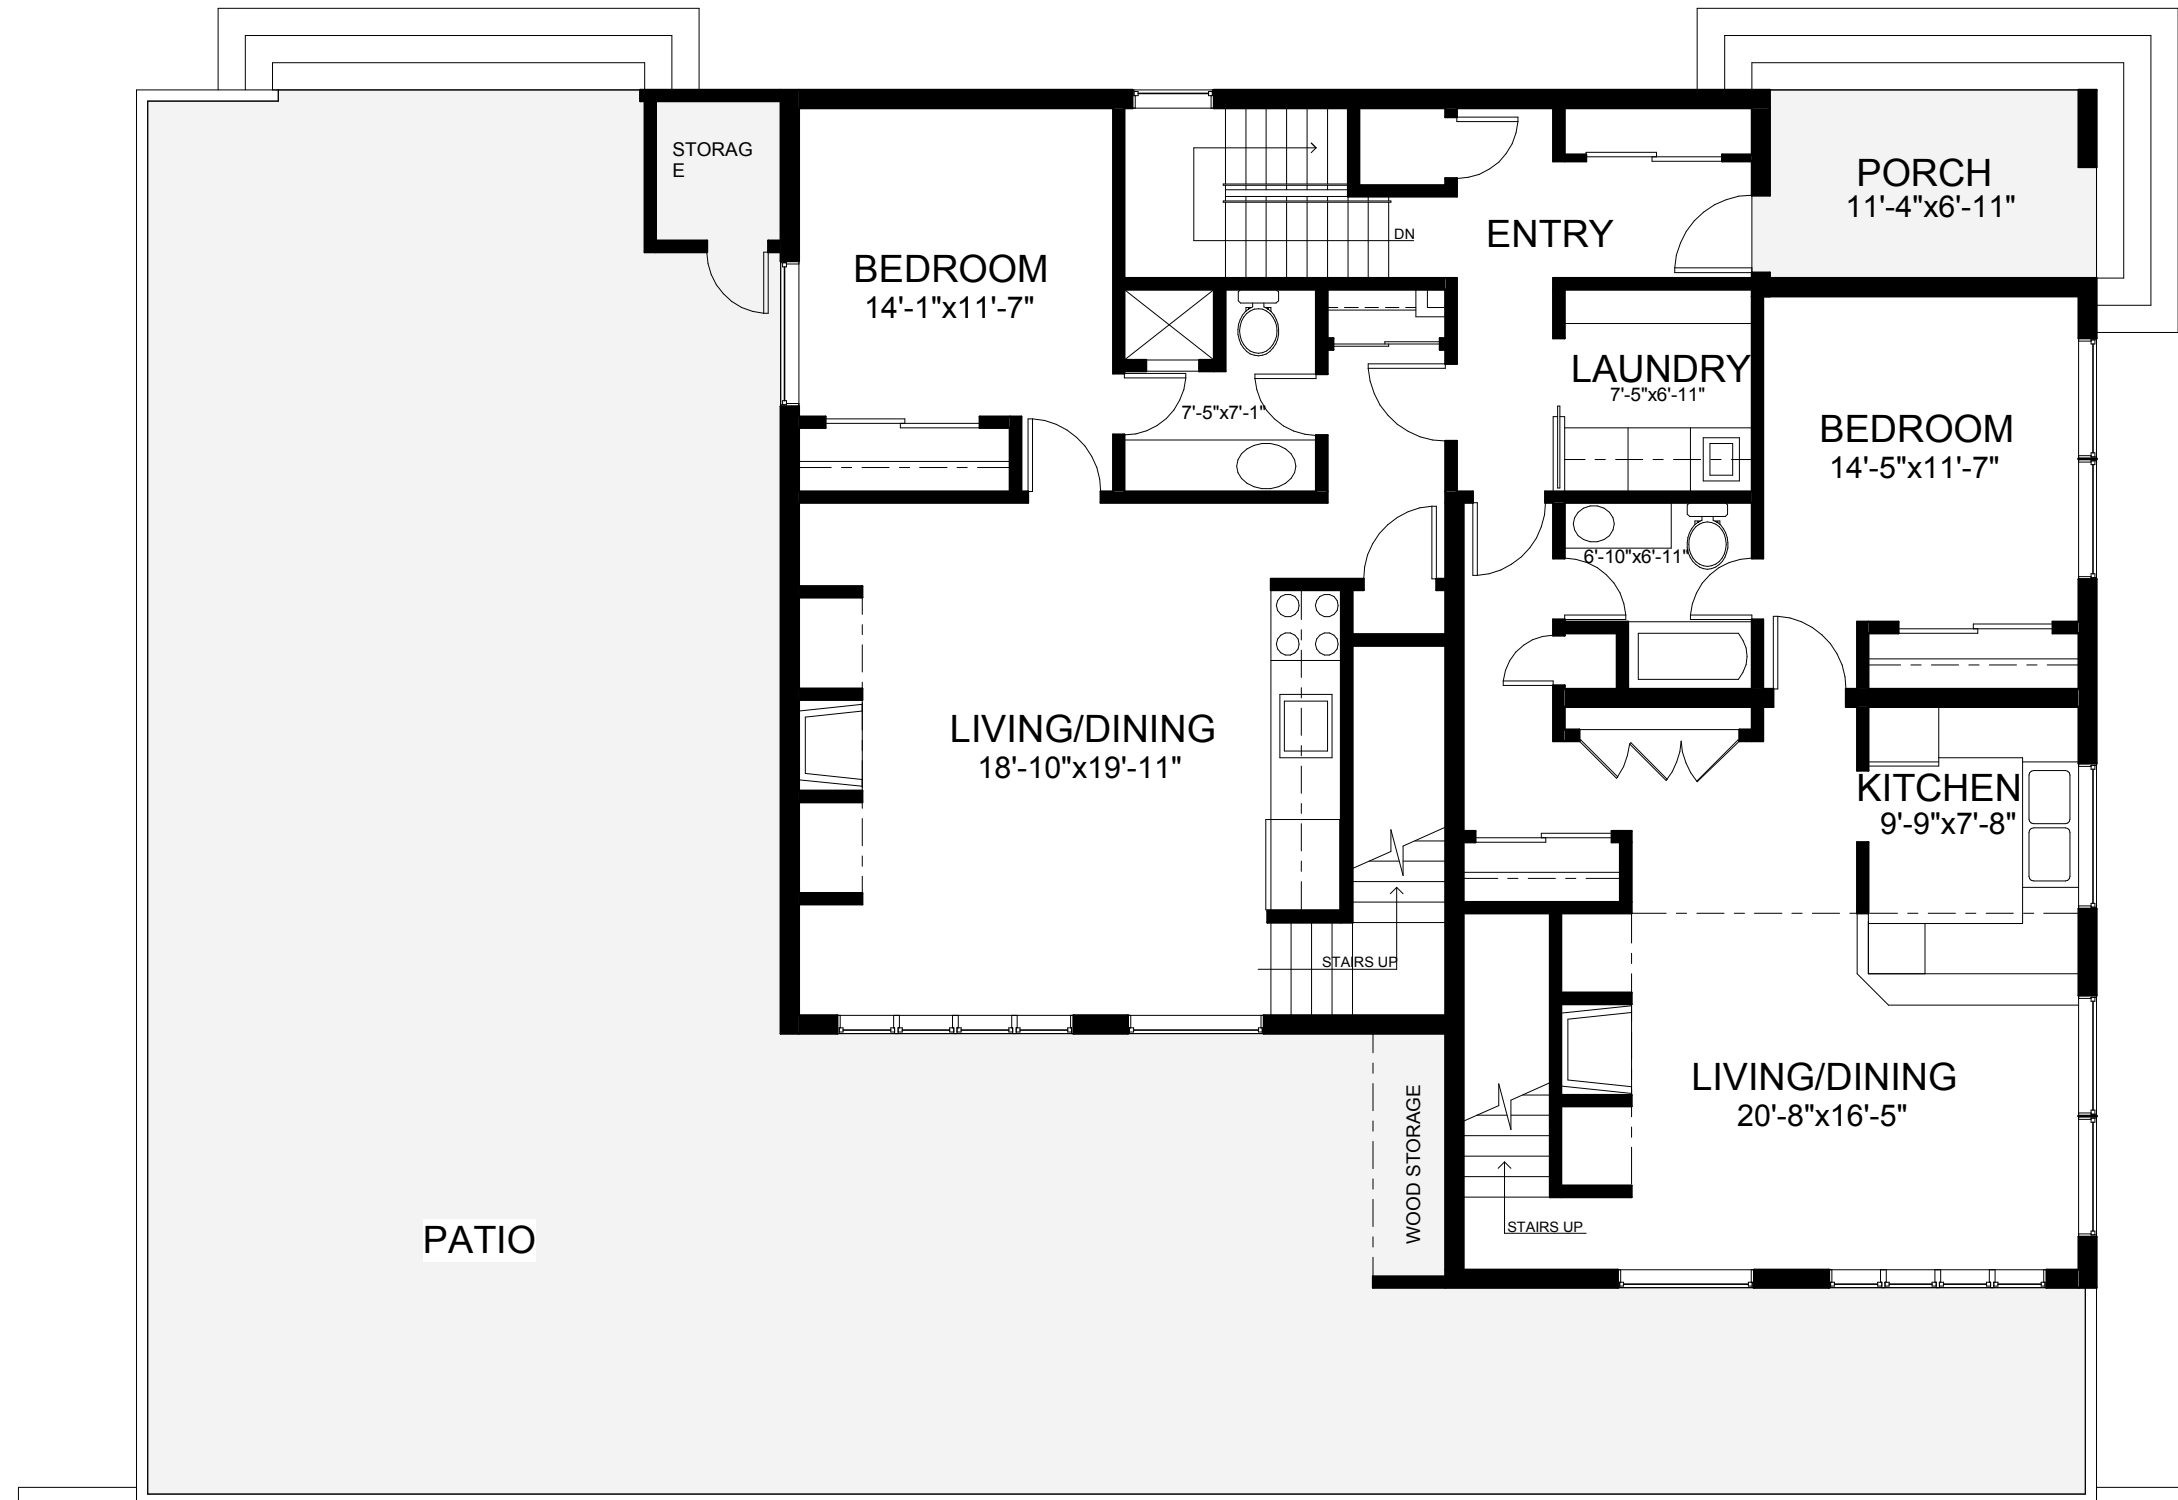 STORAG
E
PORCH
11'-4"x6'-11"
ENTRY
DN
BEDROOM
14'-1"x11'-7"
LAUNDRY
7'-5"x6'-11"
7'-5"x7'-1"
BEDROOM
14'-5"x11'-7"
6'-10"x6'-11"
LIVING/DINING
18'-10"x19'-11"
KITCHEN
9'-9"x7'-8"
STAIRS UP
LIVING/DINING
20'-8"x16'-5"
WOOD STORAGE
STAIRS UP
PATIO